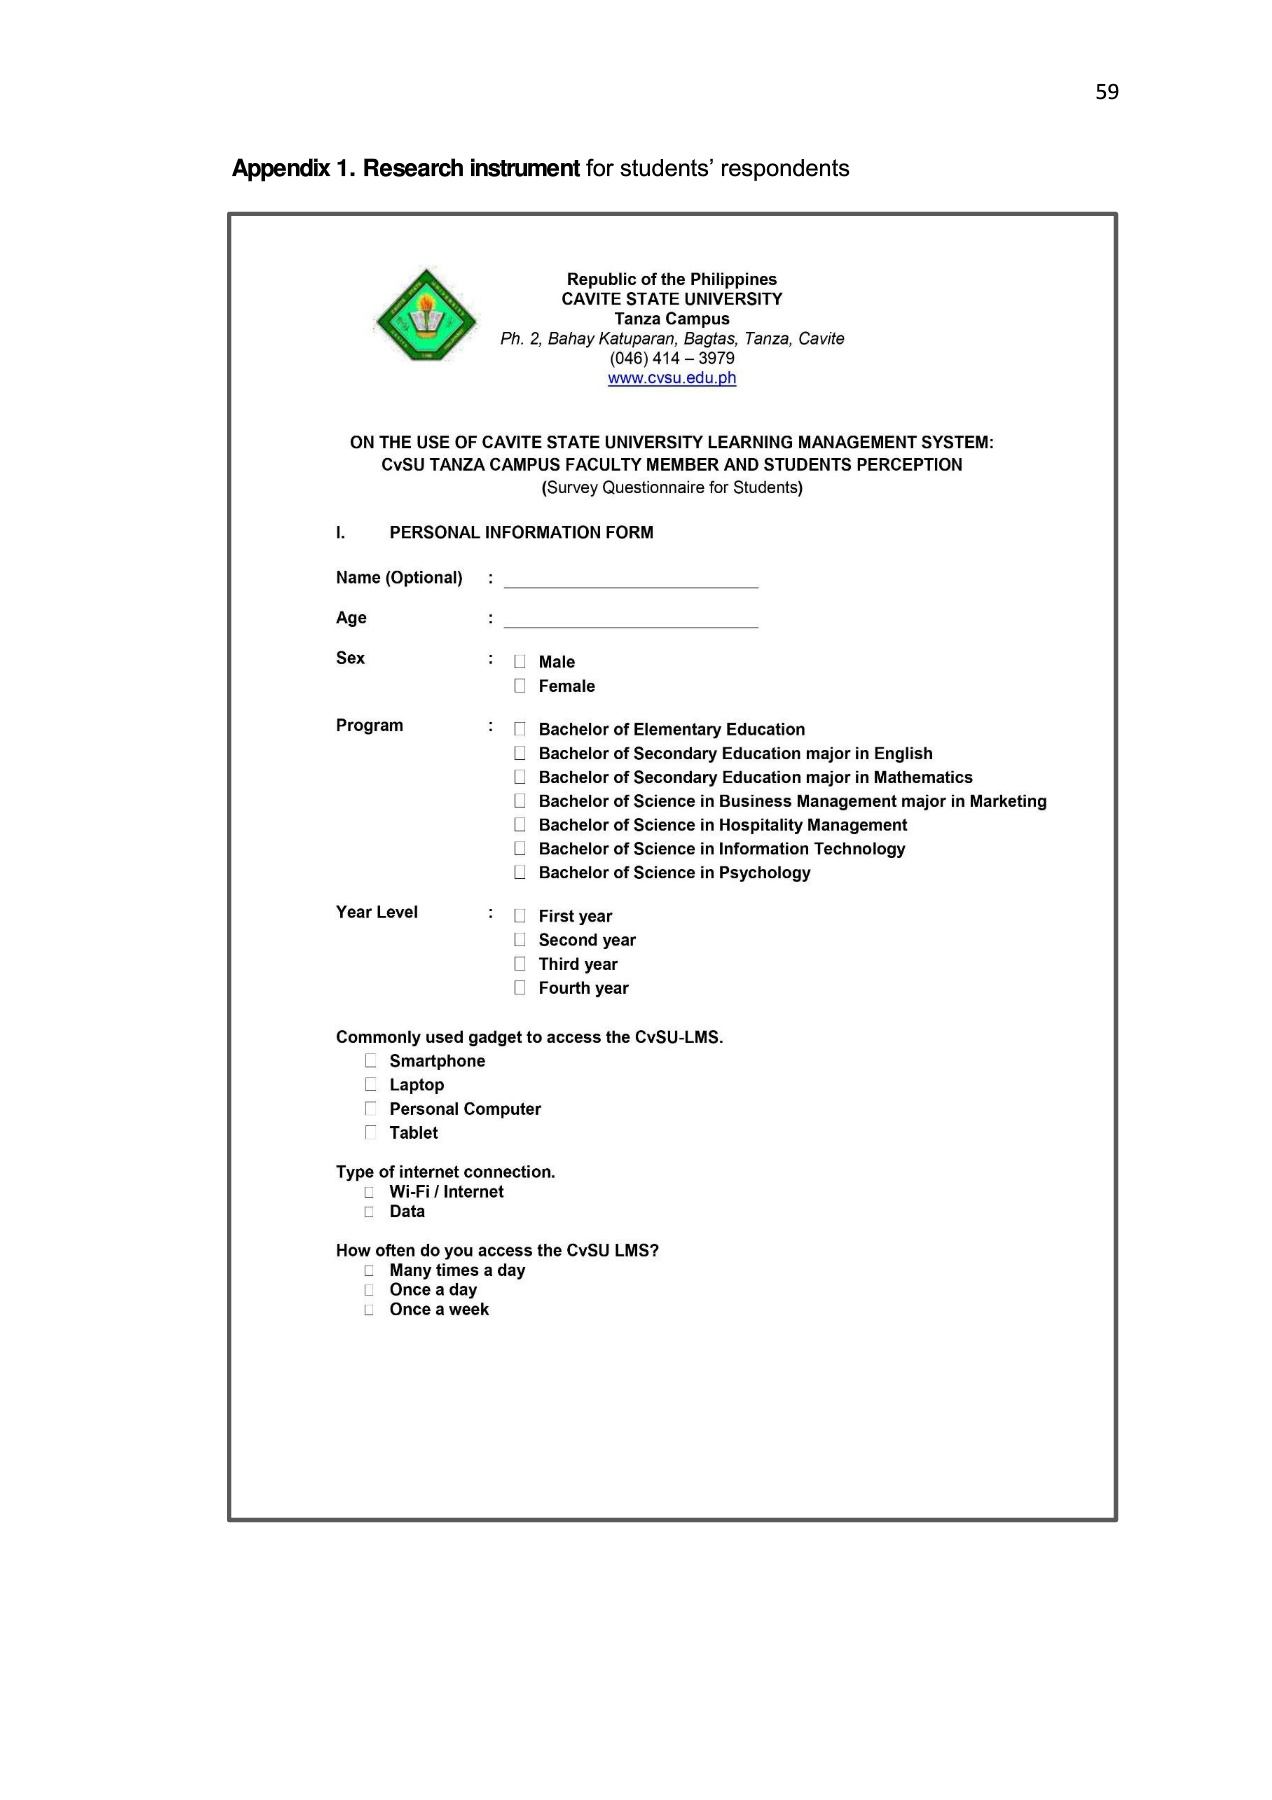 59
Appendix 1. Research instrument for students’ respondents
Republic of the Philippines
CAVITE STATE UNIVERSITY
Tanza Campus
Ph. 2, Bahay Katuparan, Bagtas, Tanza, Cavite
(046) 414 – 3979
www.cvsu.edu.ph
ON THE USE OF CAVITE STATE UNIVERSITY LEARNING MANAGEMENT SYSTEM:
CvSU TANZA CAMPUS FACULTY MEMBER AND STUDENTS PERCEPTION
(Survey Questionnaire for Students)
I. PERSONAL INFORMATION FORM
Name (Optional) :
Age :
Sex : Male
Female
Program : Bachelor of Elementary Education
Bachelor of Secondary Education major in English
Bachelor of Secondary Education major in Mathematics
Bachelor of Science in Business Management major in Marketing
Bachelor of Science in Hospitality Management
Bachelor of Science in Information Technology
Bachelor of Science in Psychology
Year Level : First year
Second year
Third year
Fourth year
Commonly used gadget to access the CvSU-LMS.
Smartphone
Laptop
Personal Computer
Tablet
Type of internet connection.
Wi-Fi / Internet
Data
How often do you access the CvSU LMS?
Many times a day
Once a day
Once a week